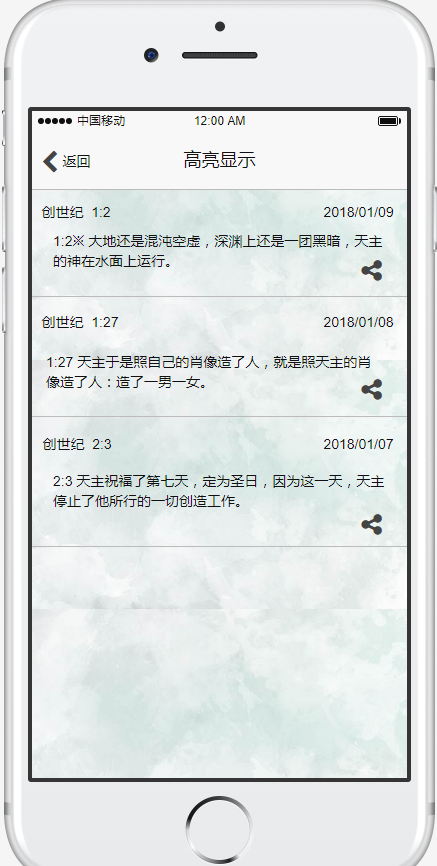 中国移动 12:00 AM
返回 高亮显示
创世纪 1:2 2018/01/09
1:2※ 大地还是混沌空虚，深渊上还是一团黑暗，天主
的神在水面上运行。
创世纪 1:27 2018/01/08
1:27 天主于是照自己的肖像造了人，就是照天主的肖
像造了人：造了一男一女。
创世纪 2:3 2018/01/07
2:3 天主祝福了第七天，定为圣日，因为这一天，天主
停止了他所行的一切创造工作。